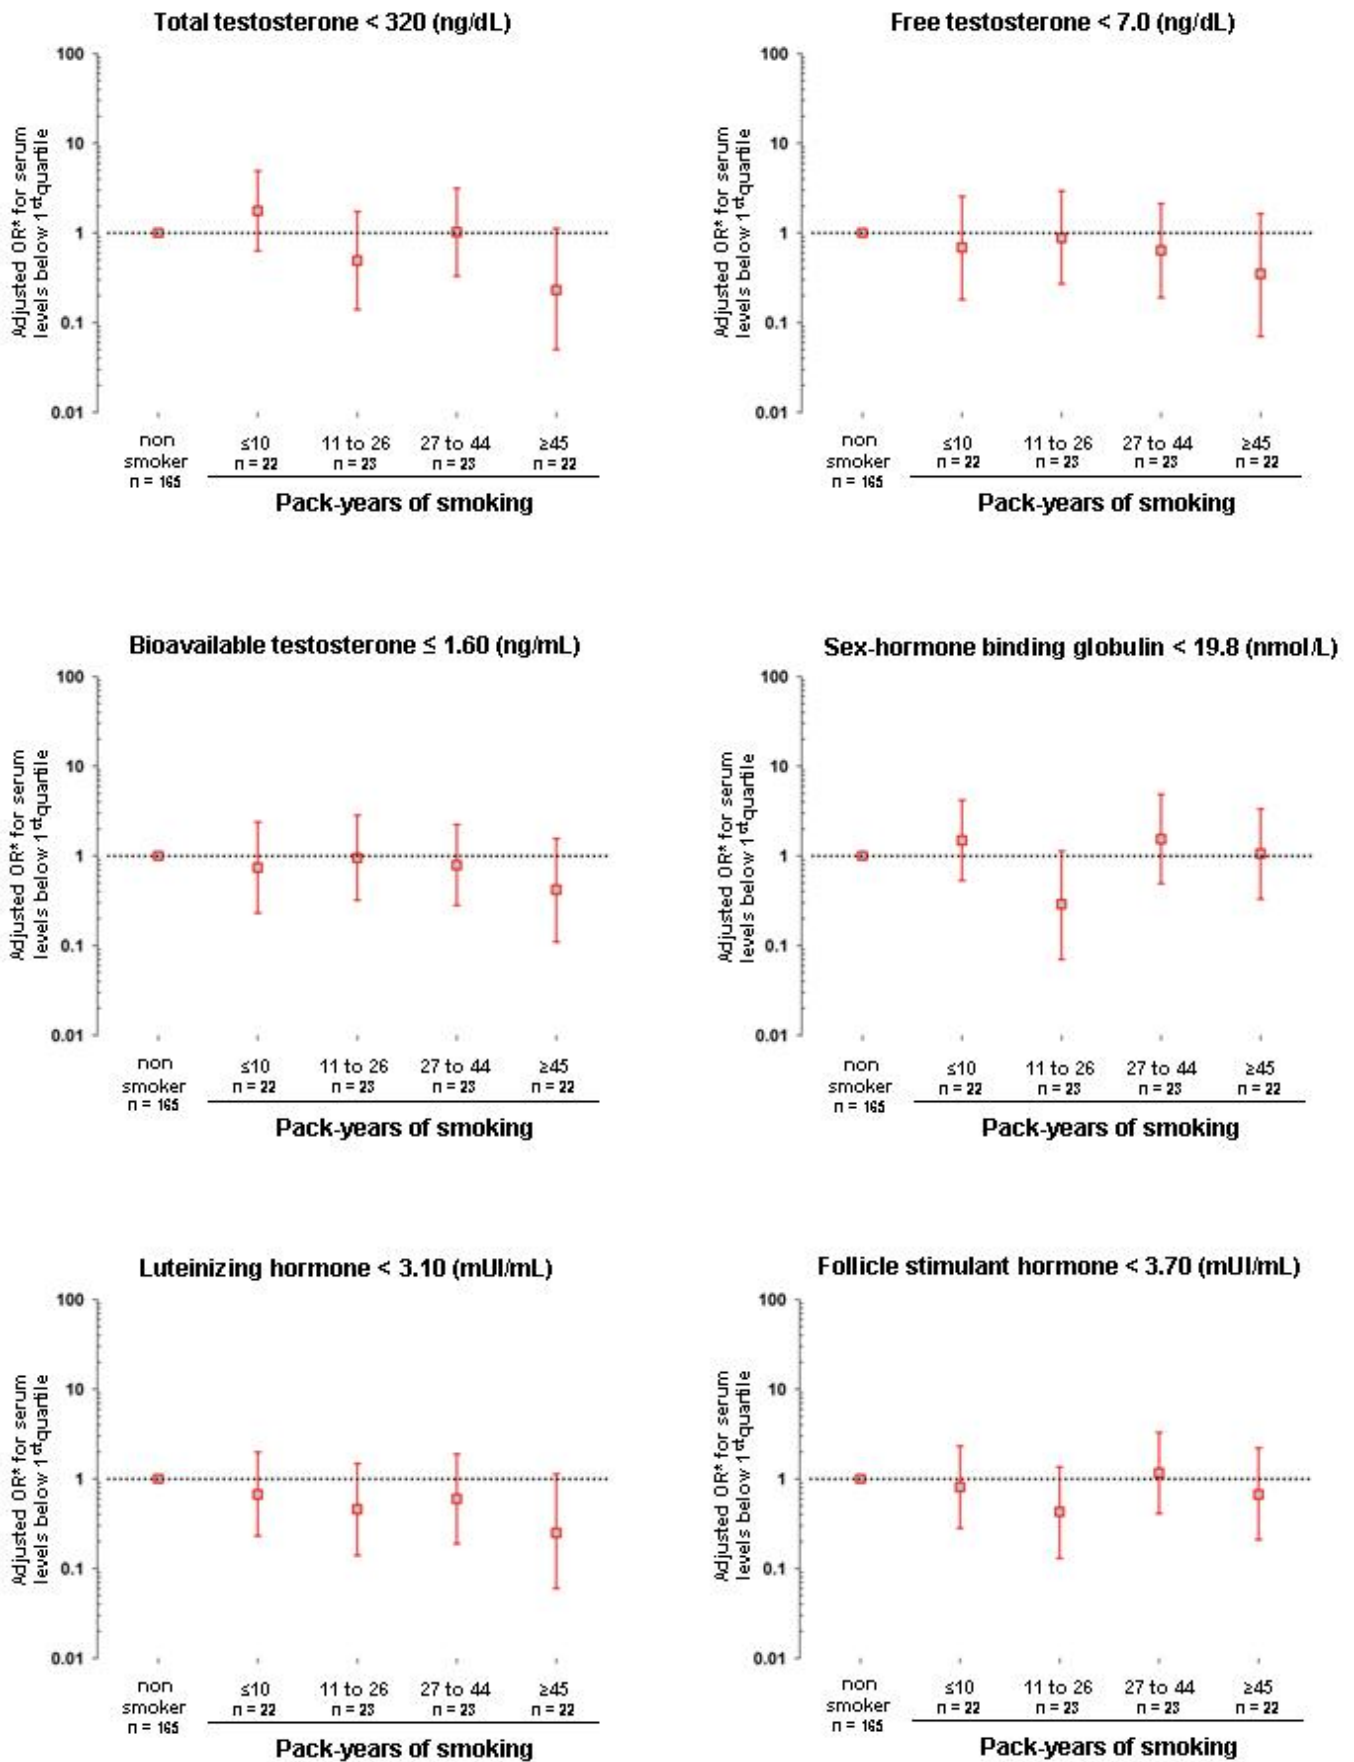 Total testosterone < 320 (ng/dL)
Adjusted OR* for serum
levels below 1st quartile
100
10
1
0.1
0.01
non
smoker
n = 165
≤10
n = 22
11 to 26
n = 23
27 to 44
n = 23
≥45
n = 22
Pack-years of smoking
Free testosterone < 7.0 (ng/dL)
Adjusted OR* for serum
levels below 1st quartile
100
10
1
0.1
0.01
non
smoker
n = 165
≤10
n = 22
11 to 26
n = 23
27 to 44
n = 23
≥45
n = 22
Pack-years of smoking
Bioavailable testosterone ≤ 1.60 (ng/mL)
Adjusted OR* for serum
levels below 1st quartile
100
10
1
0.1
0.01
non
smoker
n = 165
≤10
n = 22
11 to 26
n = 23
27 to 44
n = 23
≥45
n = 22
Pack-years of smoking
Sex-hormone binding globulin < 19.8 (nmol/L)
Adjusted OR* for serum
levels below 1st quartile
100
10
1
0.1
0.01
non
smoker
n = 165
≤10
n = 22
11 to 26
n = 23
27 to 44
n = 23
≥45
n = 22
Pack-years of smoking
Luteinizing hormone < 3.10 (mUI/mL)
Adjusted OR* for serum
levels below 1st quartile
100
10
1
0.1
0.01
non
smoker
n = 165
≤10
n = 22
11 to 26
n = 23
27 to 44
n = 23
≥45
n = 22
Pack-years of smoking
Follicle stimulant hormone < 3.70 (mUI/mL)
Adjusted OR* for serum
levels below 1st quartile
100
10
1
0.1
0.01
non
smoker
n = 165
≤10
n = 22
11 to 26
n = 23
27 to 44
n = 23
≥45
n = 22
Pack-years of smoking